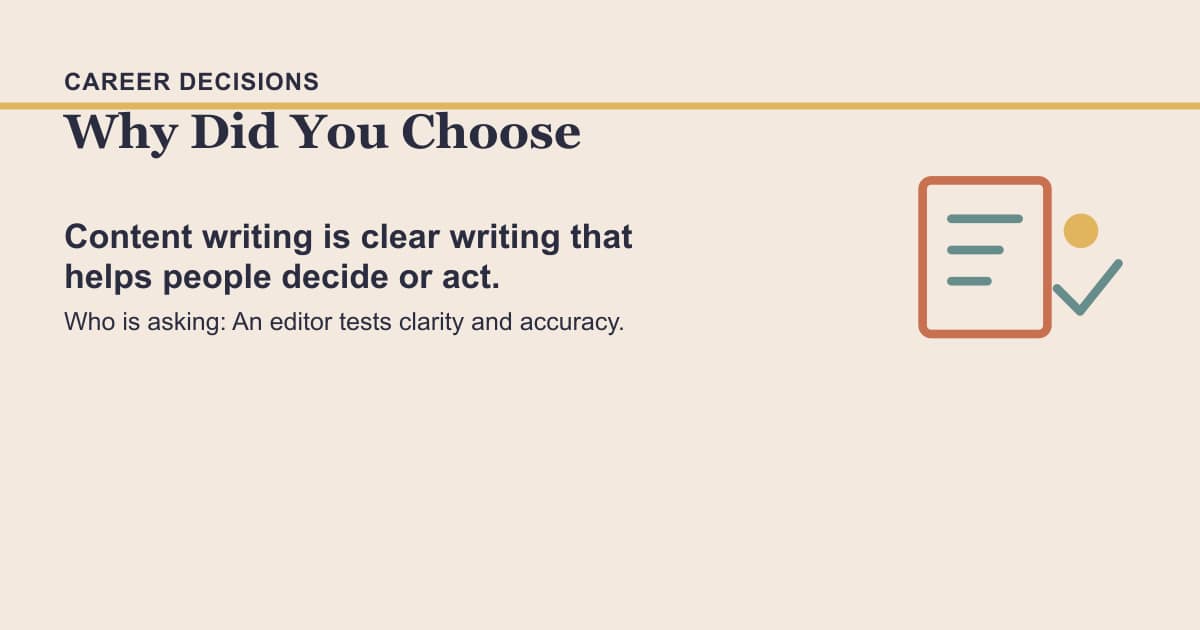 CAREER DECISIONS
Why Did You Choose
Content writing is clear writing that
helps people decide or act.
Who is asking: An editor tests clarity and accuracy.